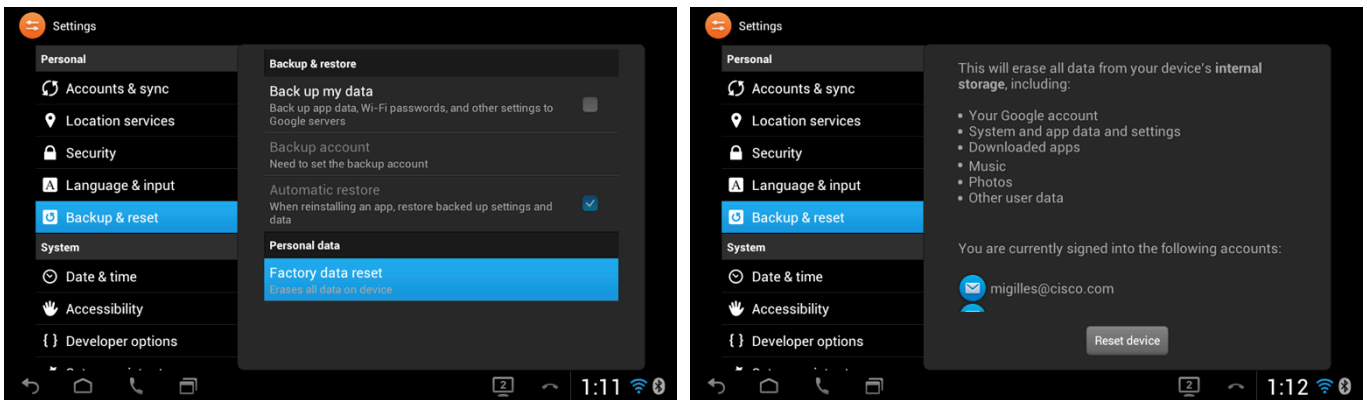 Settings
Personal
Accounts & sync
Location services
Security
A Language & input
Backup & reset
System
Date & time
Accessibility
{ } Developer options
Backup & restore
Back up my data
Back up app data, Wi-Fi passwords, and other settings to
Google servers
Backup account
Need to set the backup account
Automatic restore
When reinstalling an app, restore backed up settings and
data
Personal data
Factory data reset
Erases all data on device
2
1:11
Settings
Personal
Accounts & sync
Location services
Security
A Language & input
Backup & reset
System
Date & time
Accessibility
{ } Developer options
This will erase all data from your device's internal
storage, including:
• Your Google account
• System and app data and settings
• Downloaded apps
• Music
• Photos
• Other user data
You are currently signed into the following accounts:
migilles@cisco.com
Reset device
2
1:12